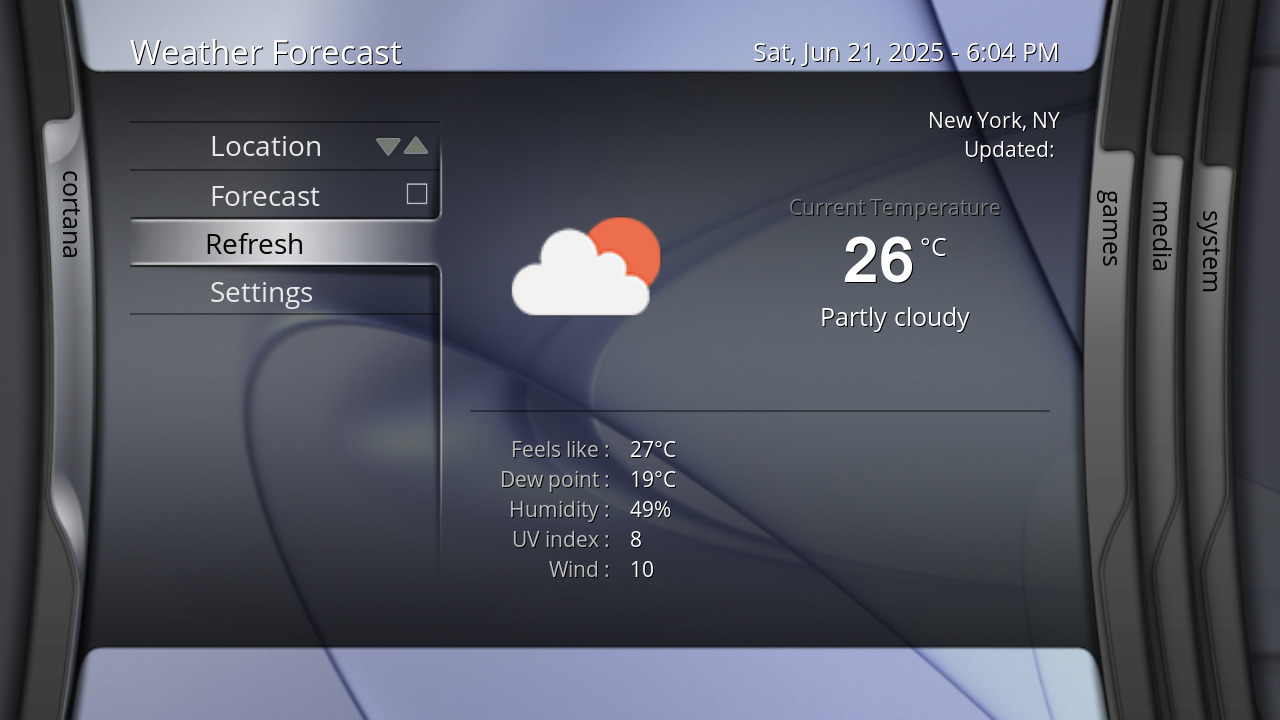 Weather Forecast
Sat, Jun 21, 2025 - 6:04 PM
New York, NY
Updated:
cortana
Location
Forecast
Refresh
Settings
Current Temperature
26 °C
Partly cloudy
Feels like : 27°C
Dew point : 19°C
Humidity : 49%
UV index : 8
Wind : 10
games
media
system